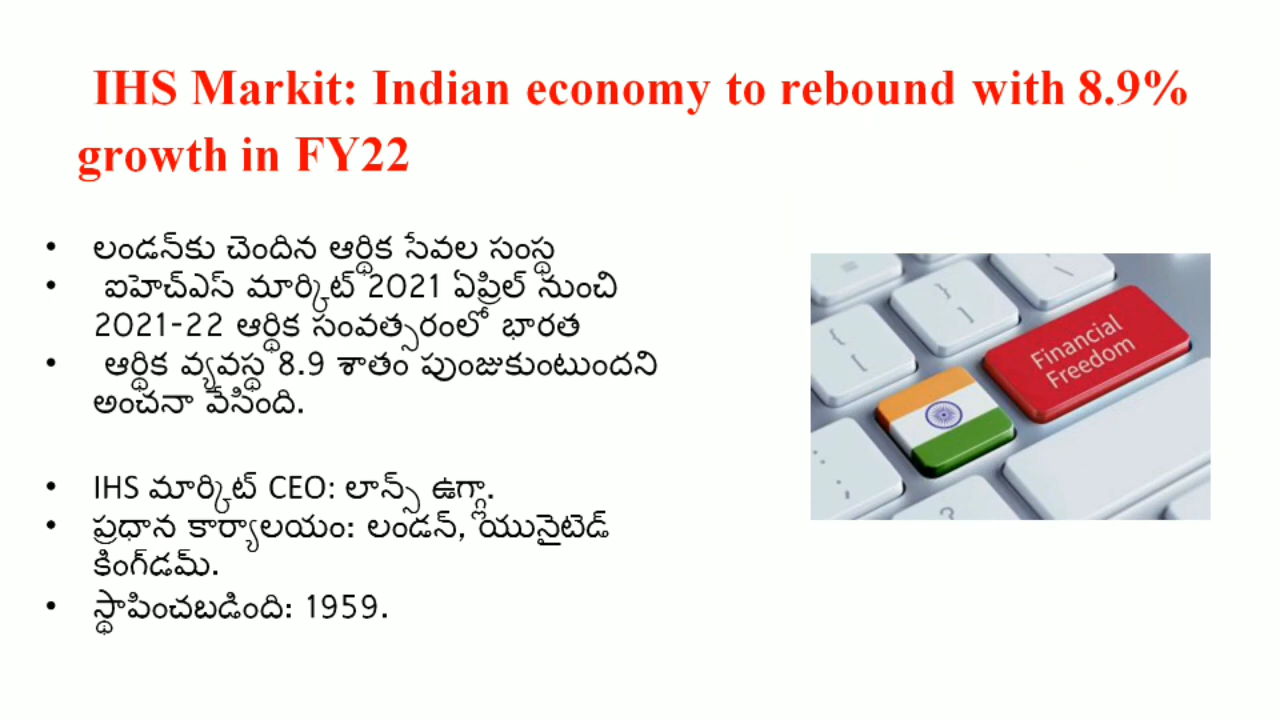 IHS Markit: Indian economy to rebound with 8.9%
growth in FY22
• లండన్‌కు చెందిన ఆర్థిక సేవల సంస్థ
• ఐహెచ్ఎస్ మార్కిట్ 2021 ఏప్రిల్ నుంచి
2021-22 ఆర్థిక సంవత్సరంలో భారత
• ఆర్థిక వ్యవస్థ 8.9 శాతం పుంజుకుంటుందని
అంచనా వేసింది.
• IHS మార్కిట్ CEO: లాన్స్ ఉగ్గ్లా.
• ప్రధాన కార్యాలయం: లండన్, యునైటెడ్
కింగ్‌డమ్.
• స్థాపించబడింది: 1959.
Financial
Freedom